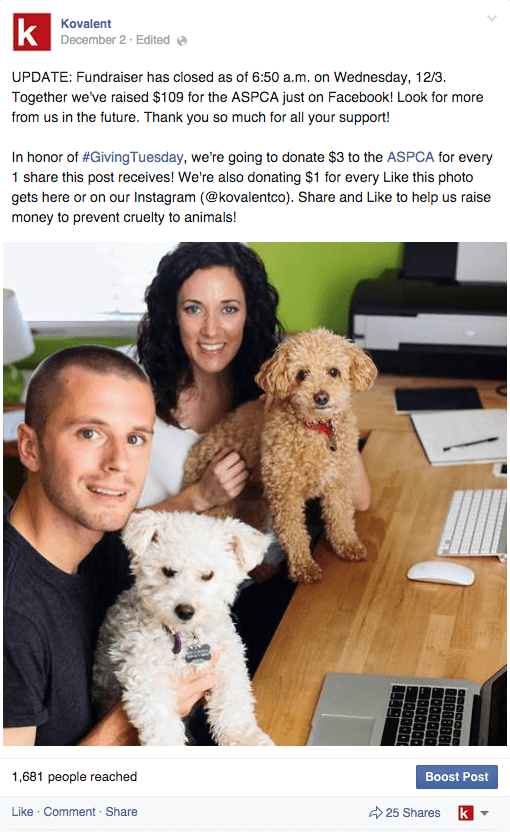 k
Kovalent
December 2 · Edited
UPDATE: Fundraiser has closed as of 6:50 a.m. on Wednesday, 12/3.
Together we've raised $109 for the ASPCA just on Facebook! Look for more
from us in the future. Thank you so much for all your support!
In honor of #GivingTuesday, we're going to donate $3 to the ASPCA for every
1 share this post receives! We're also donating $1 for every Like this photo
gets here or on our Instagram (@kovalentco). Share and Like to help us raise
money to prevent cruelty to animals!
1,681 people reached
Boost Post
Like · Comment · Share
25 Shares
k